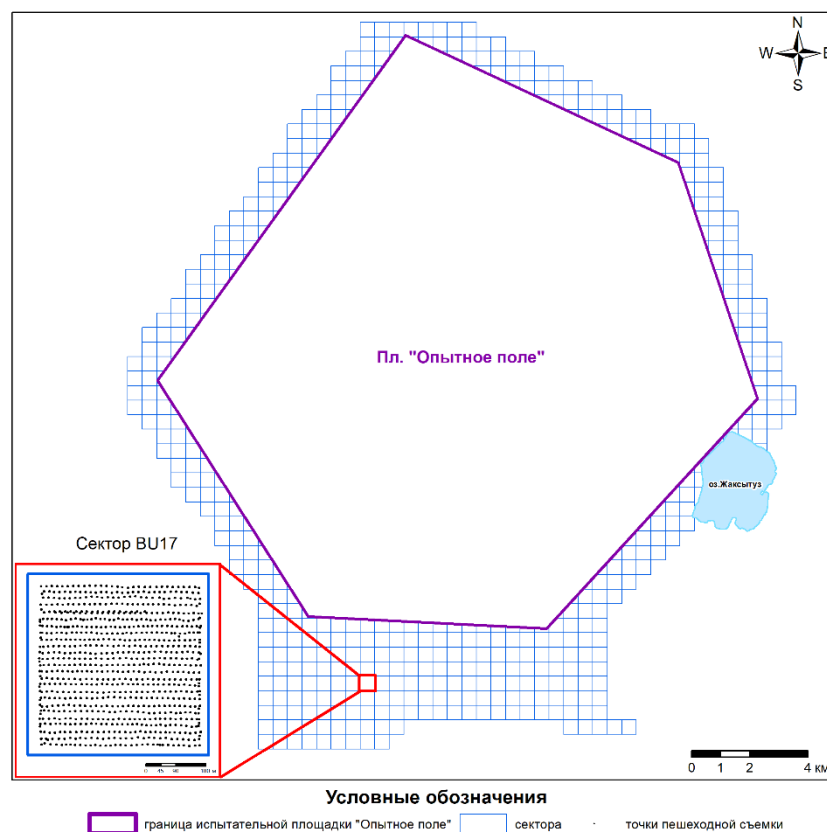 N
W E
S
Пл. "Опытное поле"
оз.Жаксытуз
Сектор BU17
0 1 2 4 км
Условные обозначения
граница испытательной площадки "Опытное поле" сектора точки пешеходной съемки